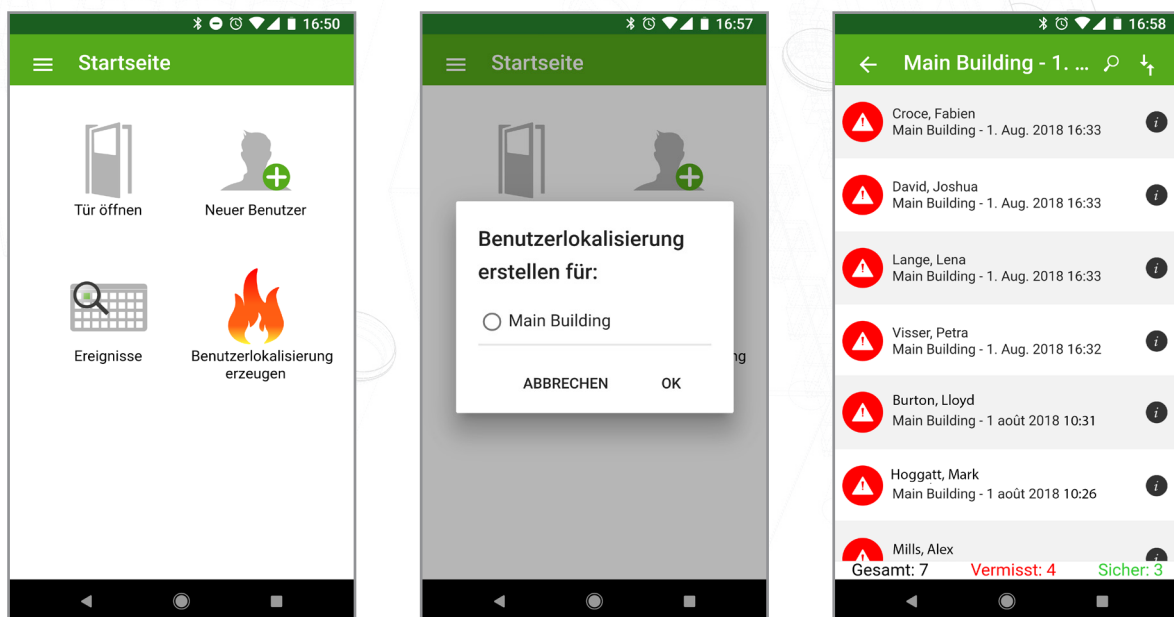 16:50
Startseite
Tür öffnen
Neuer Benutzer
Ereignisse
Benutzerlokalisierung
erzeugen
16:57
Startseite
Benutzerlokalisierung
erstellen für:
Main Building
ng
ABBRECHEN
OK
16:58
Main Building - 1. ...
Croce, Fabien
Main Building - 1. Aug. 2018 16:33
David, Joshua
Main Building - 1. Aug. 2018 16:33
Lange, Lena
Main Building - 1. Aug. 2018 16:33
Visser, Petra
Main Building - 1. Aug. 2018 16:32
Burton, Lloyd
Main Building - 1 août 2018 10:31
Hoggatt, Mark
Main Building - 1 août 2018 10:26
Mills, Alex
Gesamt: 7
Vermisst: 4
Sicher: 3